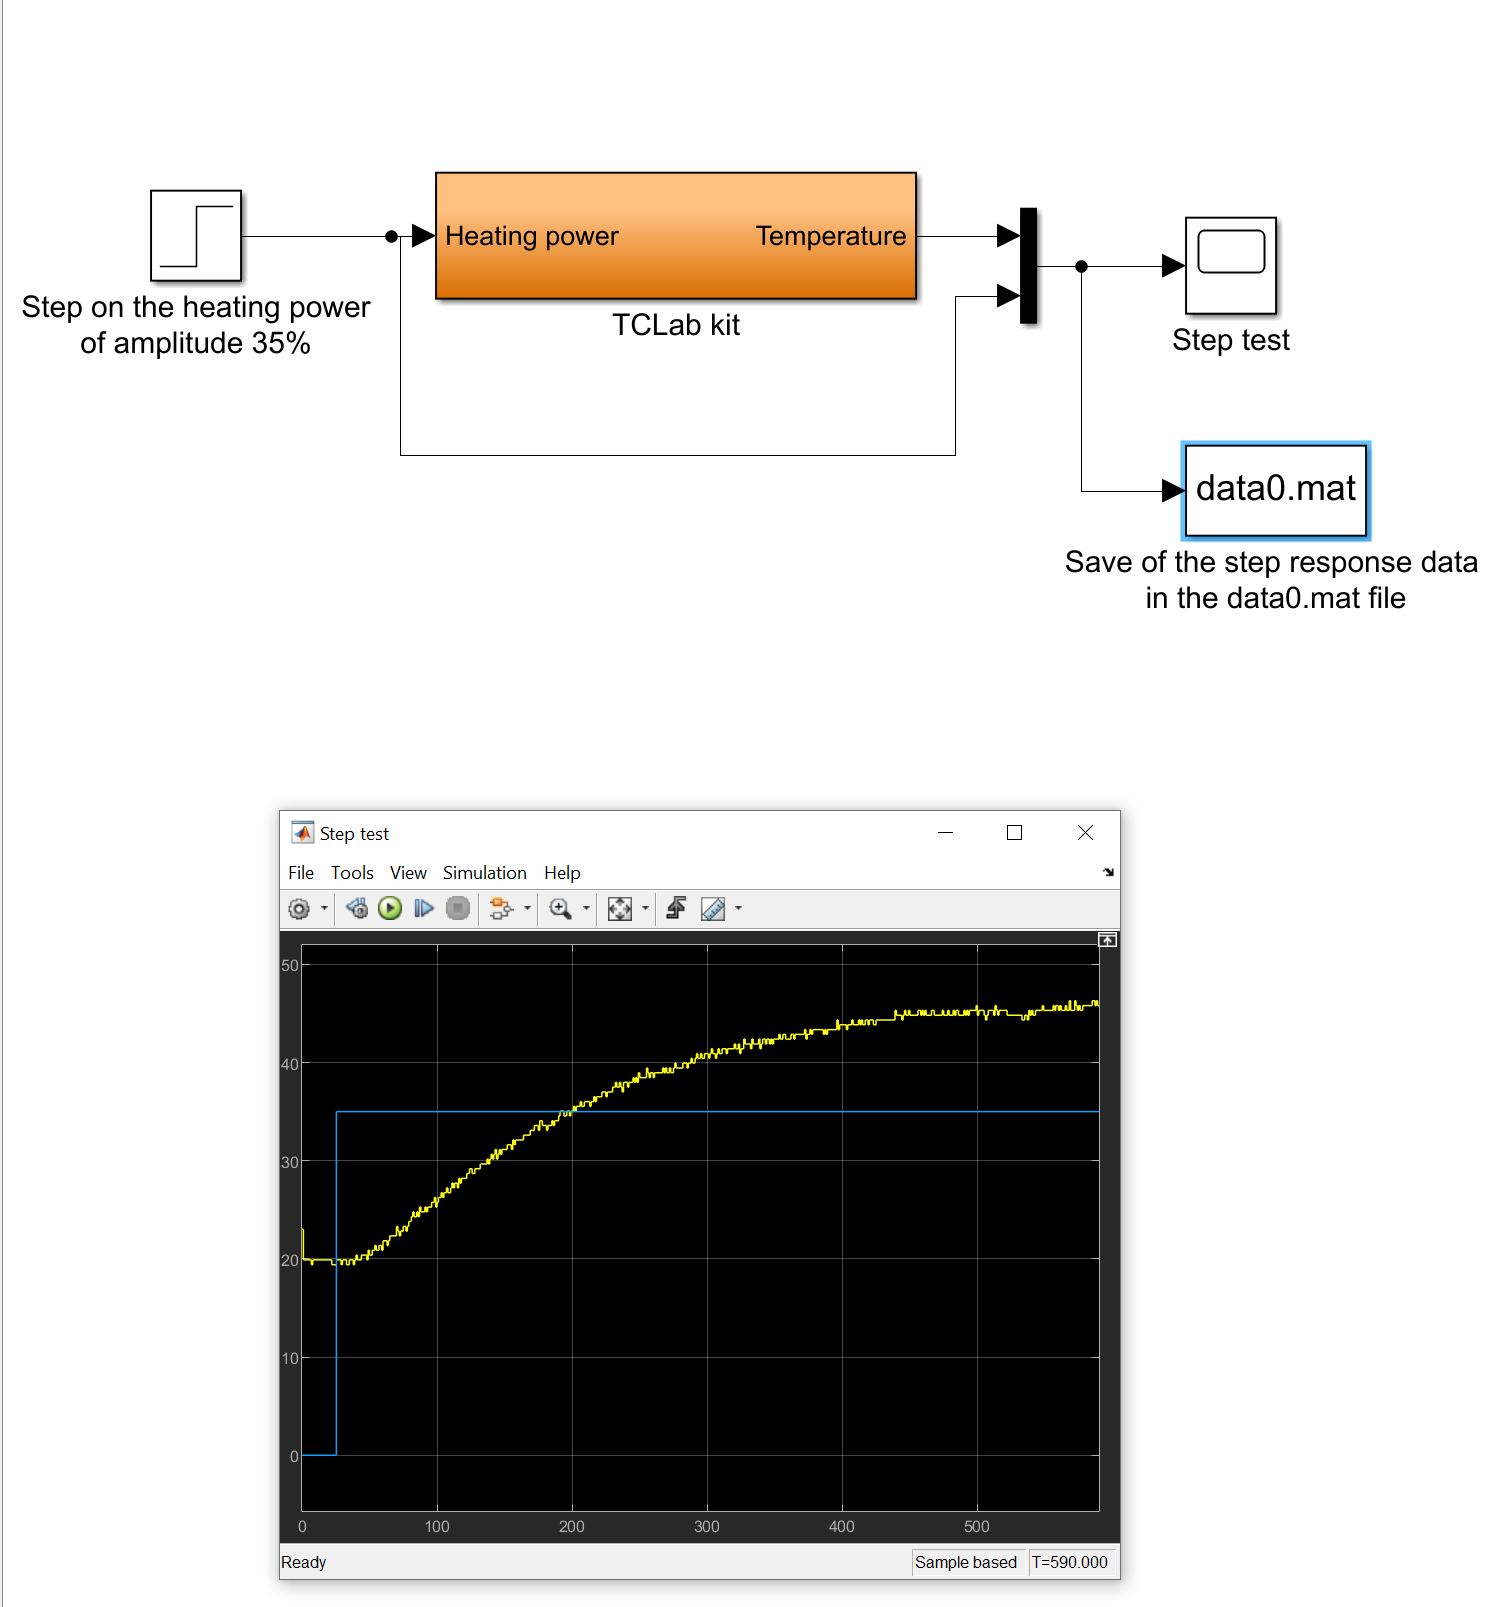 Heating power
Temperature
Step on the heating power
of amplitude 35%
TCLab kit
Step test
data0.mat
Save of the step response data
in the data0.mat file
Step test
File Tools View Simulation Help
50
40
30
20
10
0
0 100 200 300 400 500
Ready
Sample based T=590.000